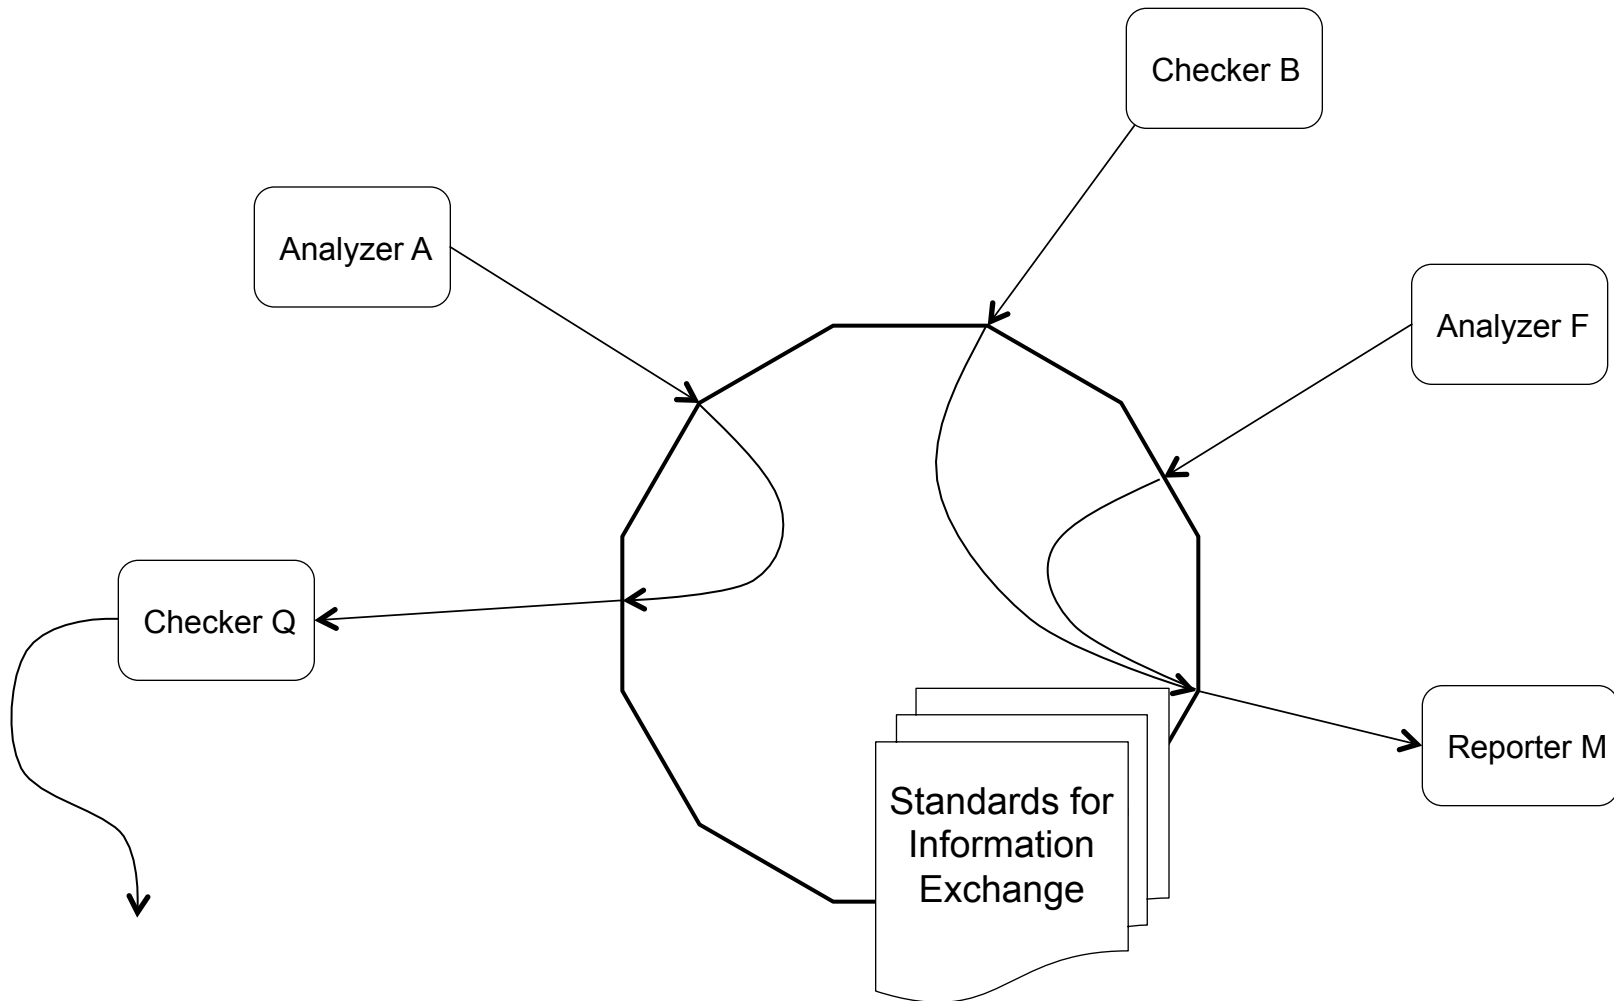 Checker B
Analyzer A
Analyzer F
Checker Q
Reporter M
Standards for
Information
Exchange